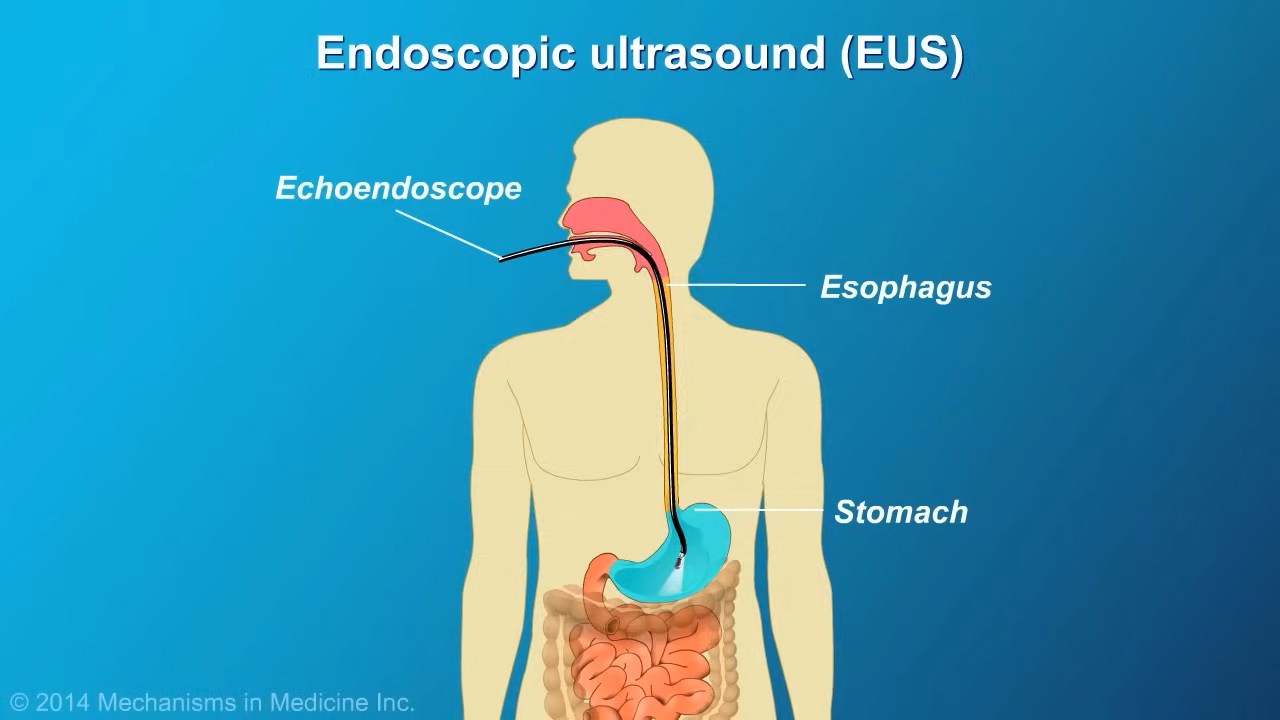 Endoscopic ultrasound (EUS)
Echoendoscope
Esophagus
Stomach
© 2014 Mechanisms in Medicine Inc.